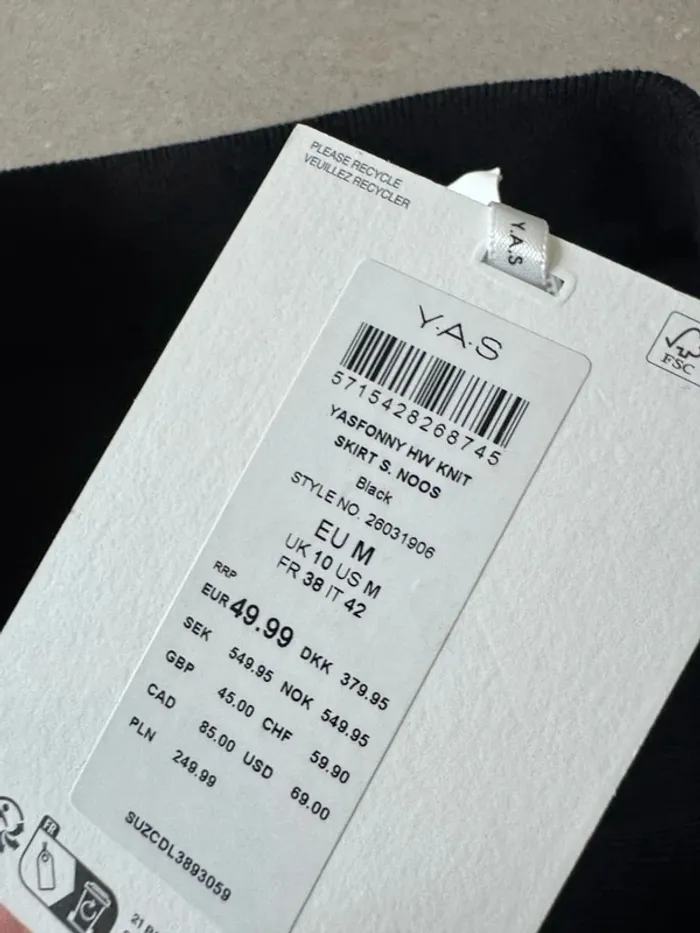 PLEASE RECYCLE
VEUILLEZ RECYCLER
Y.A.S
FSC
Y.A.S
5715428268745
YASFONNY HW KNIT
SKIRT S. NOOS
Black
STYLE NO. 26031906
EU M
UK 10 US M
FR 38 IT 42
RRP
EUR 49.99 DKK 379.95
SEK 549.95 NOK 549.95
GBP 45.00 CHF 59.90
CAD 85.00 USD 69.00
PLN 249.99
SUZCDL3893059
FR